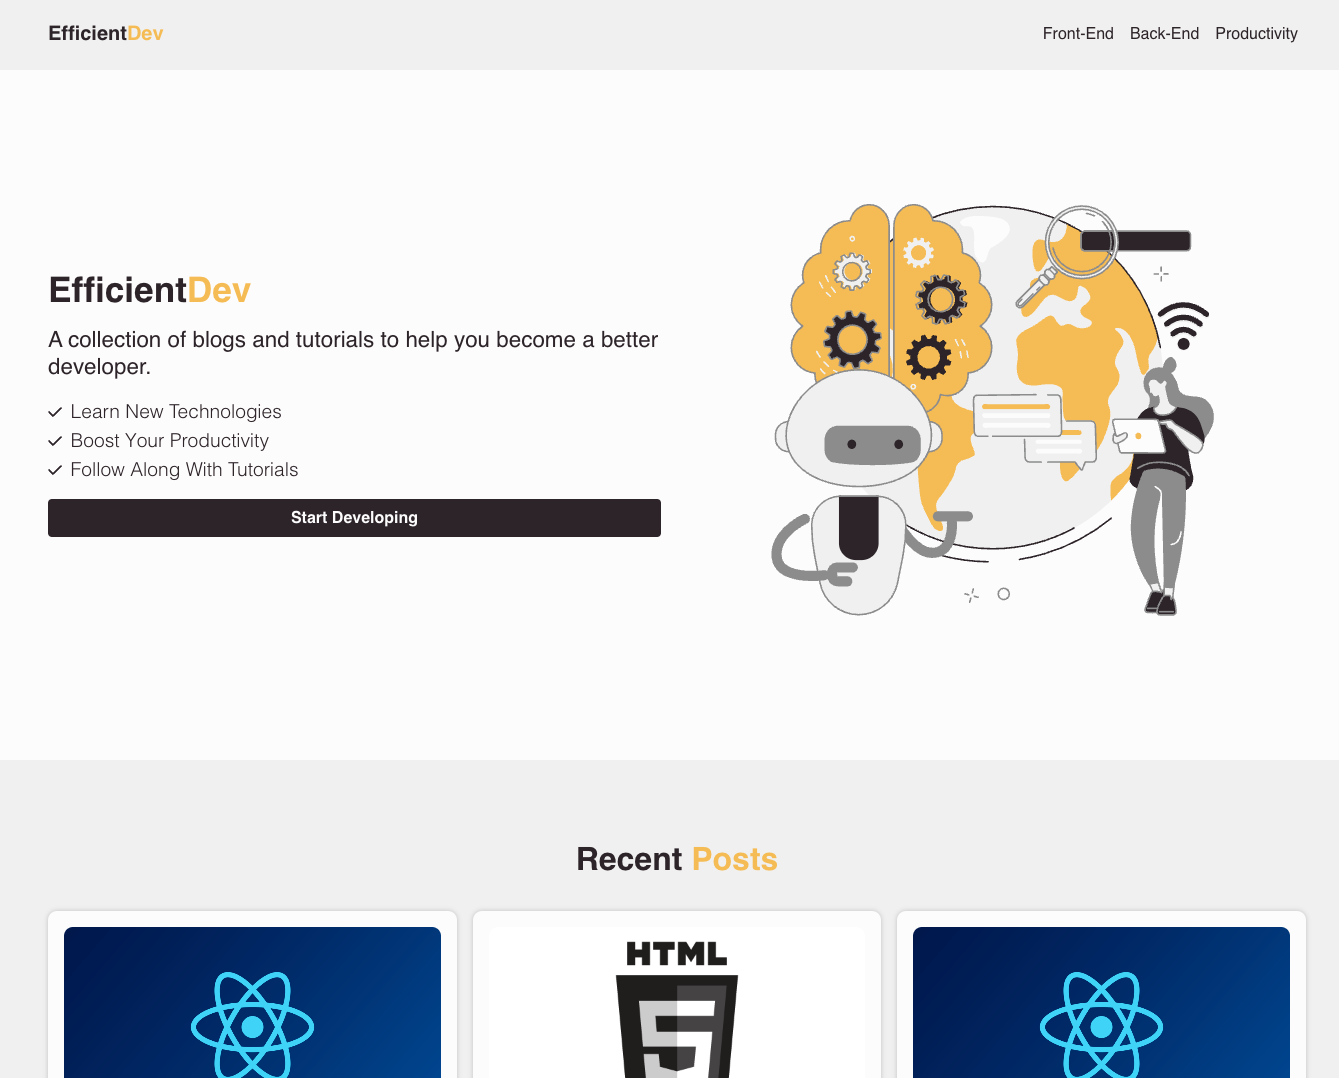 EfficientDev
Front-End Back-End Productivity
EfficientDev
A collection of blogs and tutorials to help you become a better
developer.
Learn New Technologies
Boost Your Productivity
Follow Along With Tutorials
Start Developing
Recent Posts
HTML
5